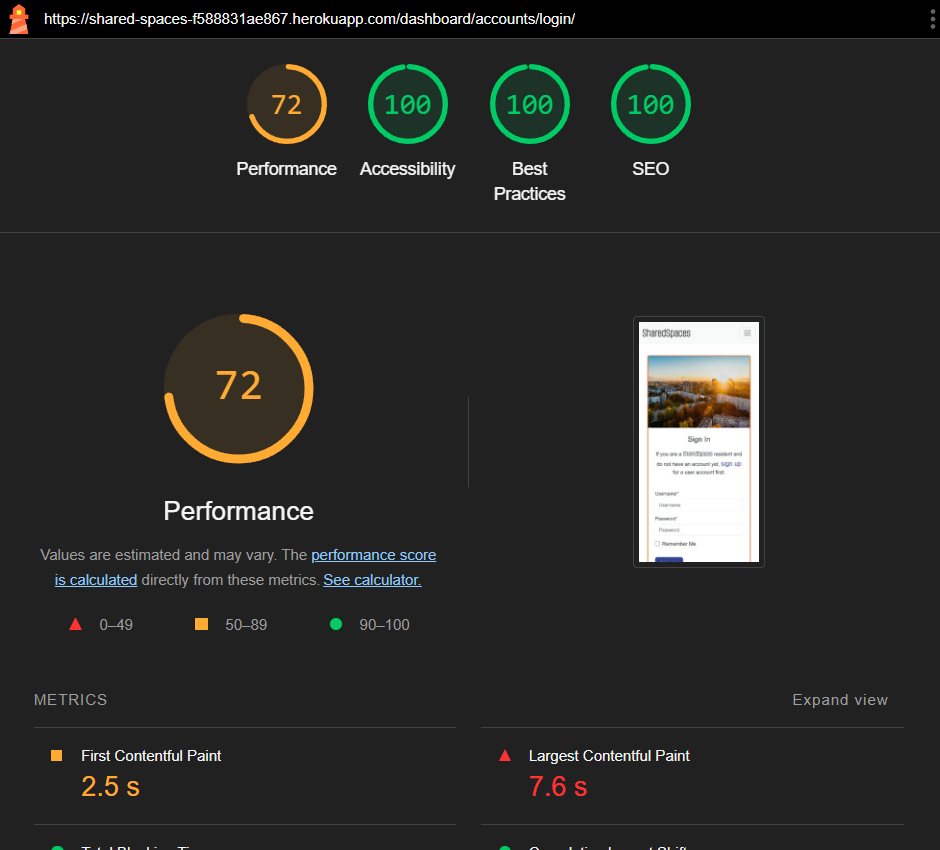 https://shared-spaces-f588831ae867.herokuapp.com/dashboard/accounts/login/
72
100
100
100
Performance
Accessibility
Best
Practices
SEO
72
Performance
Values are estimated and may vary. The performance score
is calculated directly from these metrics. See calculator.
0–49
50–89
90–100
SharedSpaces
Sign In
If you are a SharedSpaces resident and
do not have an account yet, sign up
for a user account first.
Username*
Username
Password*
Password
Remember Me
METRICS
Expand view
First Contentful Paint
2.5 s
Largest Contentful Paint
7.6 s